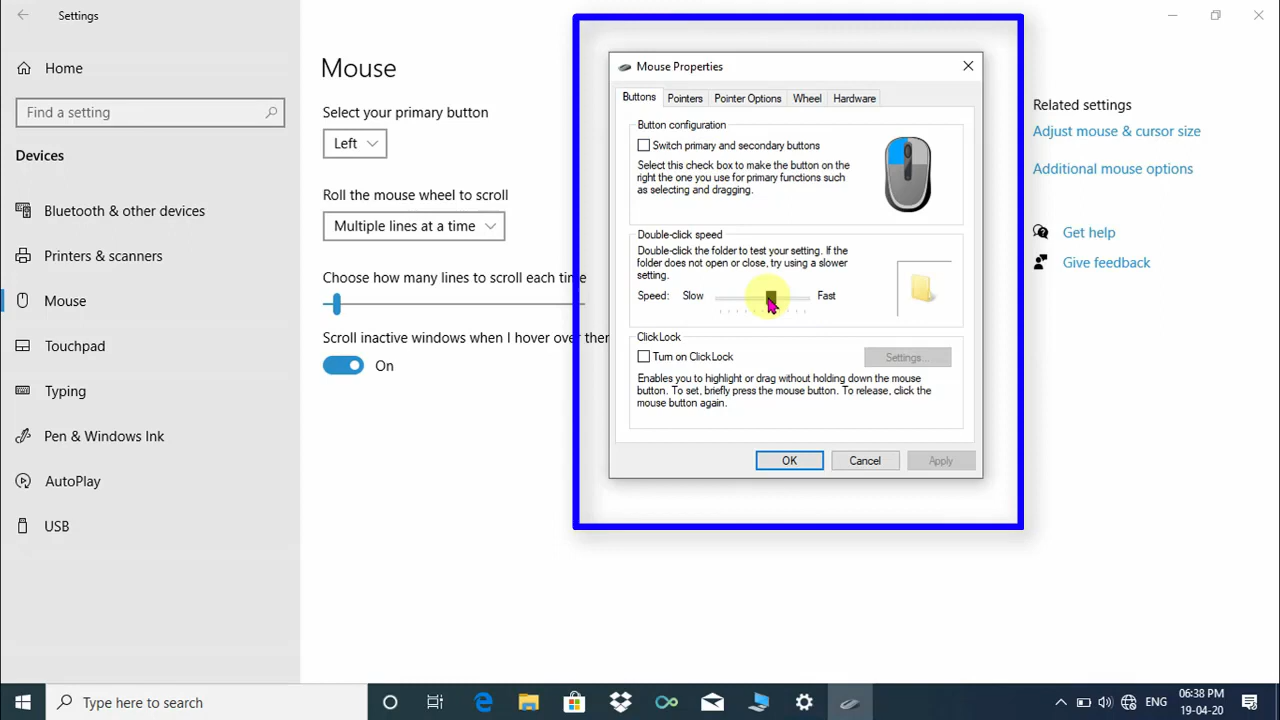 Settings
Home
Find a setting
Devices
Bluetooth & other devices
Printers & scanners
Mouse
Touchpad
Typing
Pen & Windows Ink
AutoPlay
USB
Mouse
Select your primary button
Left
Roll the mouse wheel to scroll
Multiple lines at a time
Choose how many lines to scroll each time
Scroll inactive windows when I hover over ther
On
Mouse Properties
Buttons Pointers Pointer Options Wheel Hardware
Button configuration
Switch primary and secondary buttons
Select this check box to make the button on the
right the one you use for primary functions such
as selecting and dragging.
Double-click speed
Double-click the folder to test your setting. If the
folder does not open or close, try using a slower
setting.
Speed: Slow Fast
ClickLock
Turn on ClickLock
Settings...
Enables you to highlight or drag without holding down the mouse
button. To set, briefly press the mouse button. To release, click the
mouse button again.
OK Cancel Apply
Related settings
Adjust mouse & cursor size
Additional mouse options
Get help
Give feedback
Type here to search
ENG
06:38 PM
19-04-20